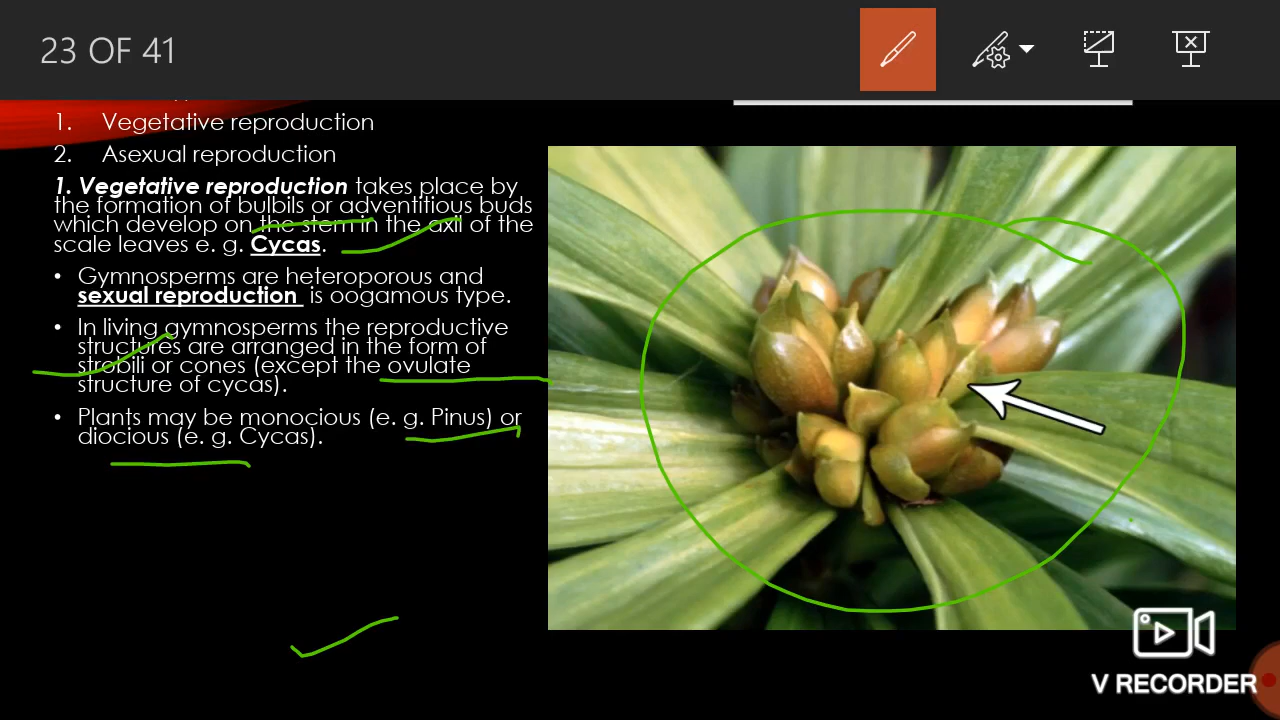 23 OF 41
1. Vegetative reproduction
2. Asexual reproduction
1. Vegetative reproduction takes place by
the formation of bulbils or adventitious buds
which develop on the stem in the axil of the
scale leaves e. g. Cycas.
• Gymnosperms are heteroporous and
sexual reproduction is oogamous type.
• In living gymnosperms the reproductive
structures are arranged in the form of
strobili or cones (except the ovulate
structure of cycas).
• Plants may be monocious (e. g. Pinus) or
diocious (e. g. Cycas).
V RECORDER